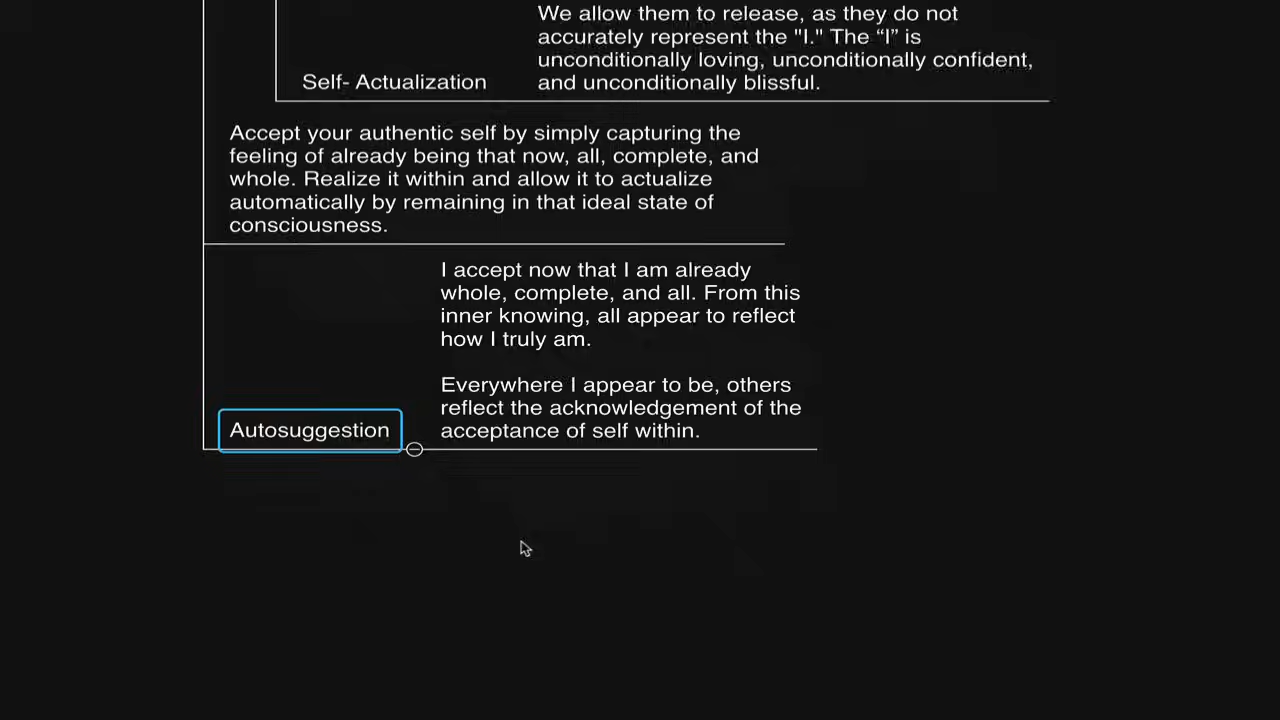 We allow them to release, as they do not
accurately represent the "I." The “I” is
unconditionally loving, unconditionally confident,
and unconditionally blissful.
Self- Actualization
Accept your authentic self by simply capturing the
feeling of already being that now, all, complete, and
whole. Realize it within and allow it to actualize
automatically by remaining in that ideal state of
consciousness.
I accept now that I am already
whole, complete, and all. From this
inner knowing, all appear to reflect
how I truly am.
Everywhere I appear to be, others
reflect the acknowledgement of the
acceptance of self within.
Autosuggestion